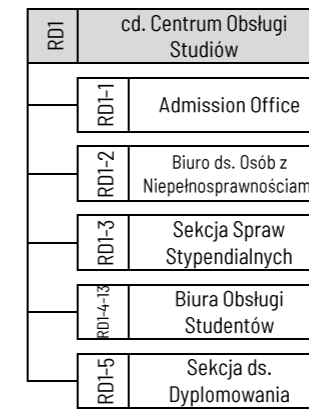 RD1
cd. Centrum Obsługi
Studiów
RD1-1
Admission Office
RD1-2
Biuro ds. Osób z
Niepełnosprawnościam
RD1-3
Sekcja Spraw
Stypendialnych
RD1-4-13
Biura Obsługi
Studentów
RD1-5
Sekcja ds.
Dyplomowania